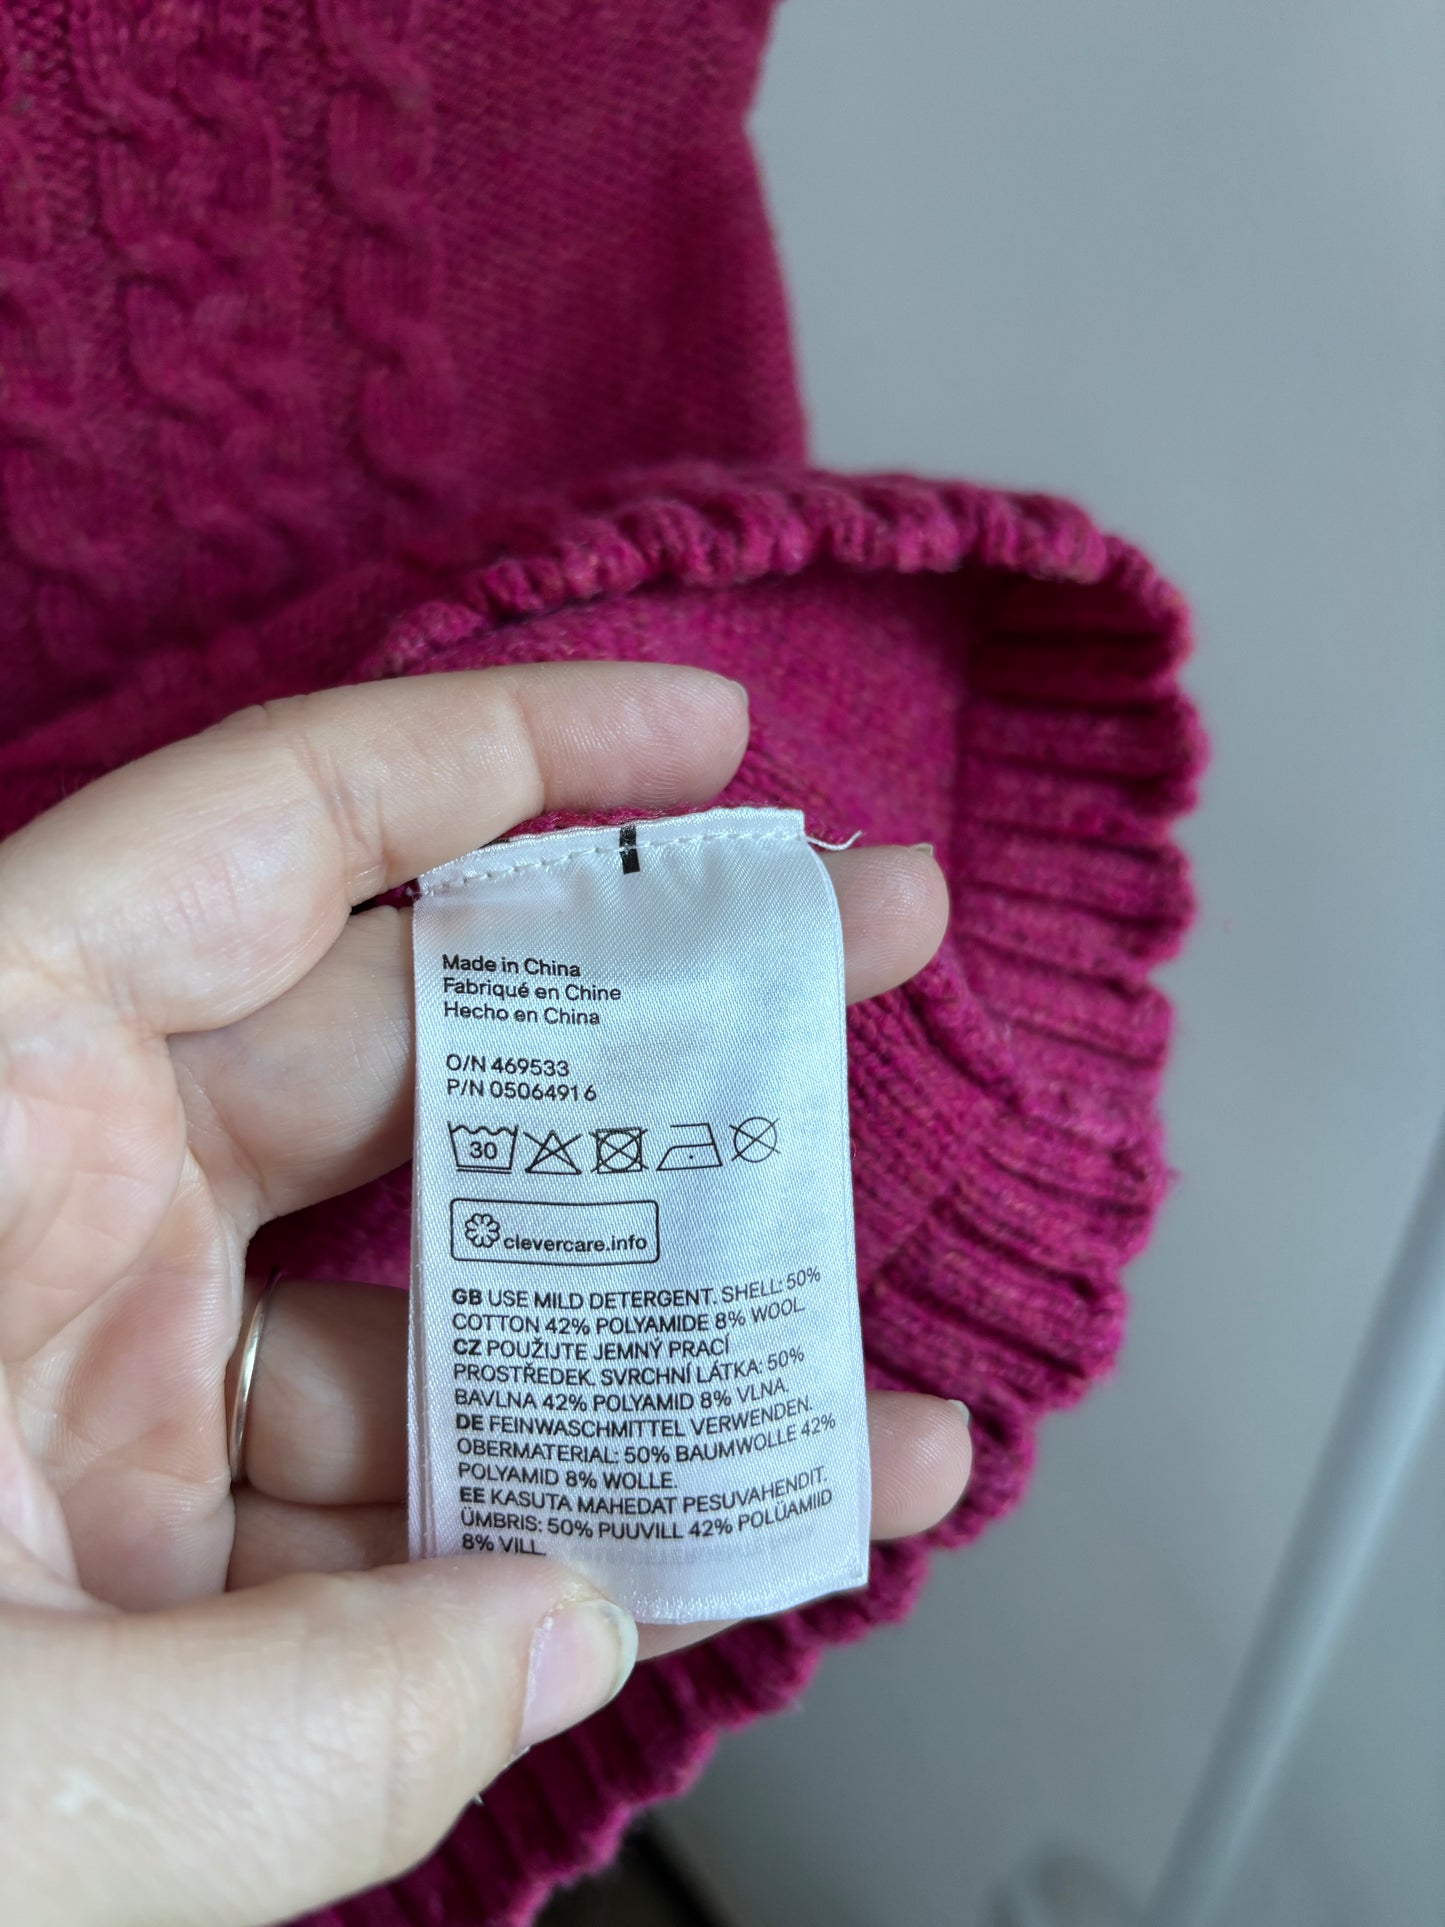 Made in China
Fabriqué en Chine
Hecho en China
O/N 469533
P/N 05064916
30
clevercare.info
GB USE MILD DETERGENT. SHELL: 50%
COTTON 42% POLYAMIDE 8% WOOL.
CZ POUŽIJTE JEMNÝ PRACÍ
PROSTŘEDEK. SVRCHNÍ LÁTKA: 50%
BAVLNA 42% POLYAMID 8% VLNA.
DE FEINWASCHMITTEL VERWENDEN.
OBERMATERIAL: 50% BAUMWOLLE 42%
POLYAMID 8% WOLLE.
EE KASUTA MAHEDAT PESUVAHENDIT.
ÜMBRIS: 50% PUUVILL 42% POLÜAMIID
8% VILL.